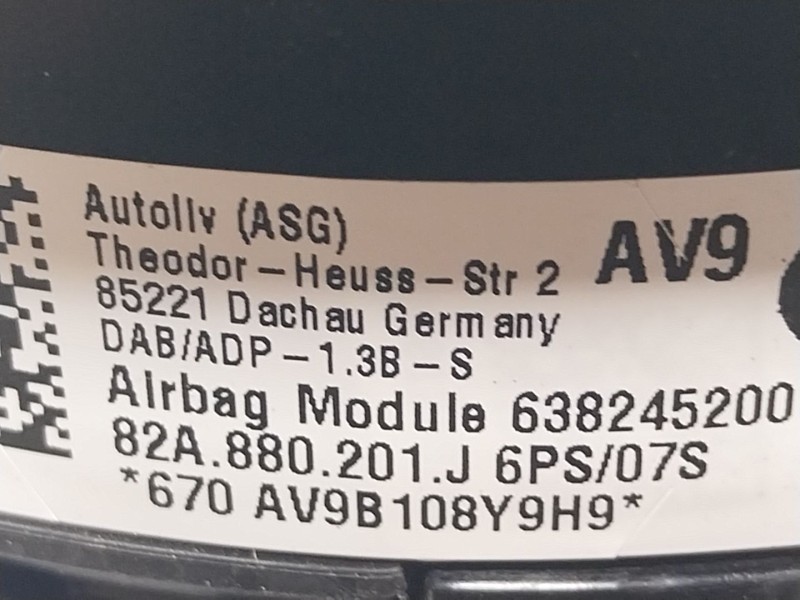 Autoliv (ASG)
Theodor-Heuss-Str 2
AV9
85221 Dachau Germany
DAB/ADP-1.3B-S
Airbag Module 638245200
82A.880.201.J 6PS/07S
*670 AV9B108Y9H9*